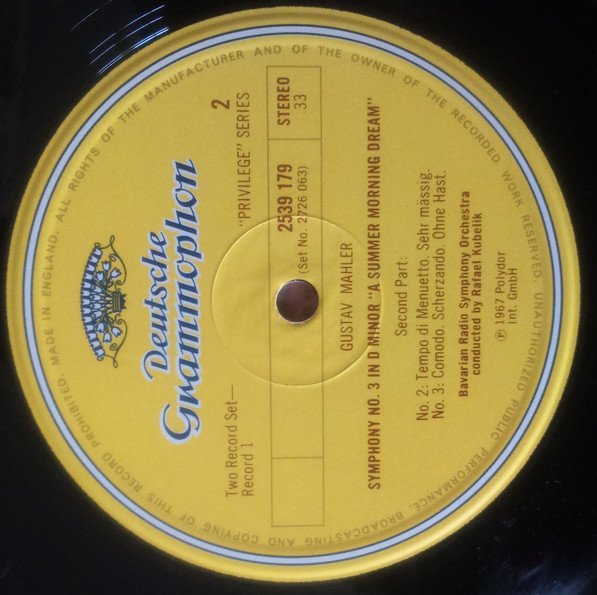 MADE IN ENGLAND. ALL RIGHTS OF THE MANUFACTURER AND OF THE OWNER OF THE RECORDED WORK RESERVED. UNAUTHORIZED PUBLIC PERFORMANCE, BROADCASTING AND COPYING OF THIS RECORD PROHIBITED.
Deutsche
Grammophon
Two Record Set—
Record 1
"PRIVILEGE" SERIES
2
2539 179
(Set No. 2726 063)
STEREO
33
GUSTAV MAHLER
SYMPHONY NO. 3 IN D MINOR "A SUMMER MORNING DREAM"
Second Part:
No. 2: Tempo di Menuetto. Sehr mässig.
No. 3: Comodo. Scherzando. Ohne Hast.
Bavarian Radio Symphony Orchestra
conducted by Rafael Kubelik
℗ 1967 Polydor
Int. GmbH